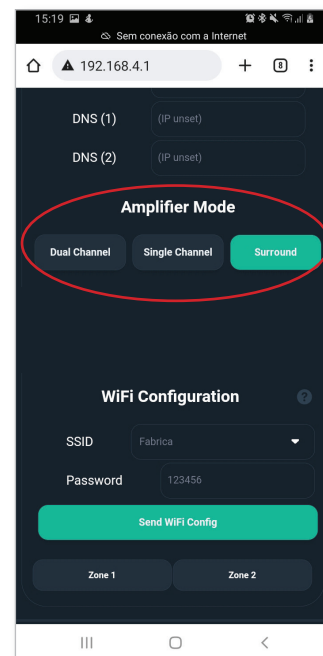 15:19
Sem conexão com a Internet
192.168.4.1
8
DNS (1) (IP unset)
DNS (2) (IP unset)
Amplifier Mode
Dual Channel Single Channel Surround
WiFi Configuration ?
SSID Fabrica
Password 123456
Send WiFi Config
Zone 1 Zone 2